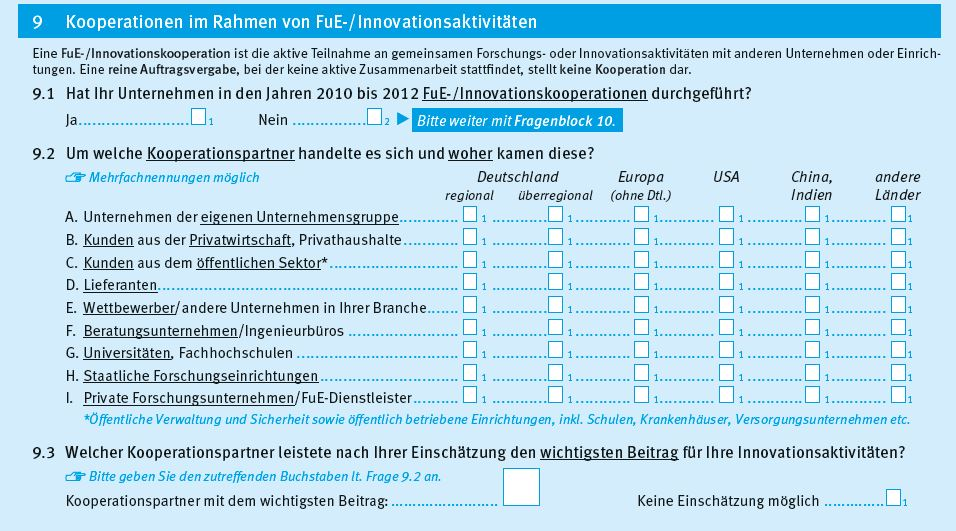 9 Kooperationen im Rahmen von FuE-/Innovationsaktivitäten
Eine FuE-/Innovationskooperation ist die aktive Teilnahme an gemeinsamen Forschungs- oder Innovationsaktivitäten mit anderen Unternehmen oder Einrich-
tungen. Eine reine Auftragsvergabe, bei der keine aktive Zusammenarbeit stattfindet, stellt keine Kooperation dar.
9.1 Hat Ihr Unternehmen in den Jahren 2010 bis 2012 FuE-/Innovationskooperationen durchgeführt?
Ja........................ □ 1 Nein ................ □ 2 ► Bitte weiter mit Fragenblock 10.
9.2 Um welche Kooperationspartner handelte es sich und woher kamen diese?
☞ Mehrfachnennungen möglich Deutschland Europa USA China, andere
regional überregional (ohne Dtl.) Indien Länder
A. Unternehmen der eigenen Unternehmensgruppe............. □ 1 ............ □ 1 ............ □ 1 ............ □ 1 ............ □ 1 ............ □ 1
B. Kunden aus der Privatwirtschaft, Privathaushalte............ □ 1 ............ □ 1 ............ □ 1 ............ □ 1 ............ □ 1 ............ □ 1
C. Kunden aus dem öffentlichen Sektor* ............................ □ 1 ............ □ 1 ............ □ 1 ............ □ 1 ............ □ 1 ............ □ 1
D. Lieferanten................................................................ □ 1 ............ □ 1 ............ □ 1 ............ □ 1 ............ □ 1 ............ □ 1
E. Wettbewerber/andere Unternehmen in Ihrer Branche....... □ 1 ............ □ 1 ............ □ 1 ............ □ 1 ............ □ 1 ............ □ 1
F. Beratungsunternehmen/Ingenieurbüros ........................ □ 1 ............ □ 1 ............ □ 1 ............ □ 1 ............ □ 1 ............ □ 1
G. Universitäten, Fachhochschulen ................................... □ 1 ............ □ 1 ............ □ 1 ............ □ 1 ............ □ 1 ............ □ 1
H. Staatliche Forschungseinrichtungen.............................. □ 1 ............ □ 1 ............ □ 1 ............ □ 1 ............ □ 1 ............ □ 1
I. Private Forschungsunternehmen/FuE-Dienstleister.......... □ 1 ............ □ 1 ............ □ 1 ............ □ 1 ............ □ 1 ............ □ 1
*Öffentliche Verwaltung und Sicherheit sowie öffentlich betriebene Einrichtungen, inkl. Schulen, Krankenhäuser, Versorgungsunternehmen etc.
9.3 Welcher Kooperationspartner leistete nach Ihrer Einschätzung den wichtigsten Beitrag für Ihre Innovationsaktivitäten?
☞ Bitte geben Sie den zutreffenden Buchstaben lt. Frage 9.2 an.
Kooperationspartner mit dem wichtigsten Beitrag: ....................... □ Keine Einschätzung möglich .............. □ 1